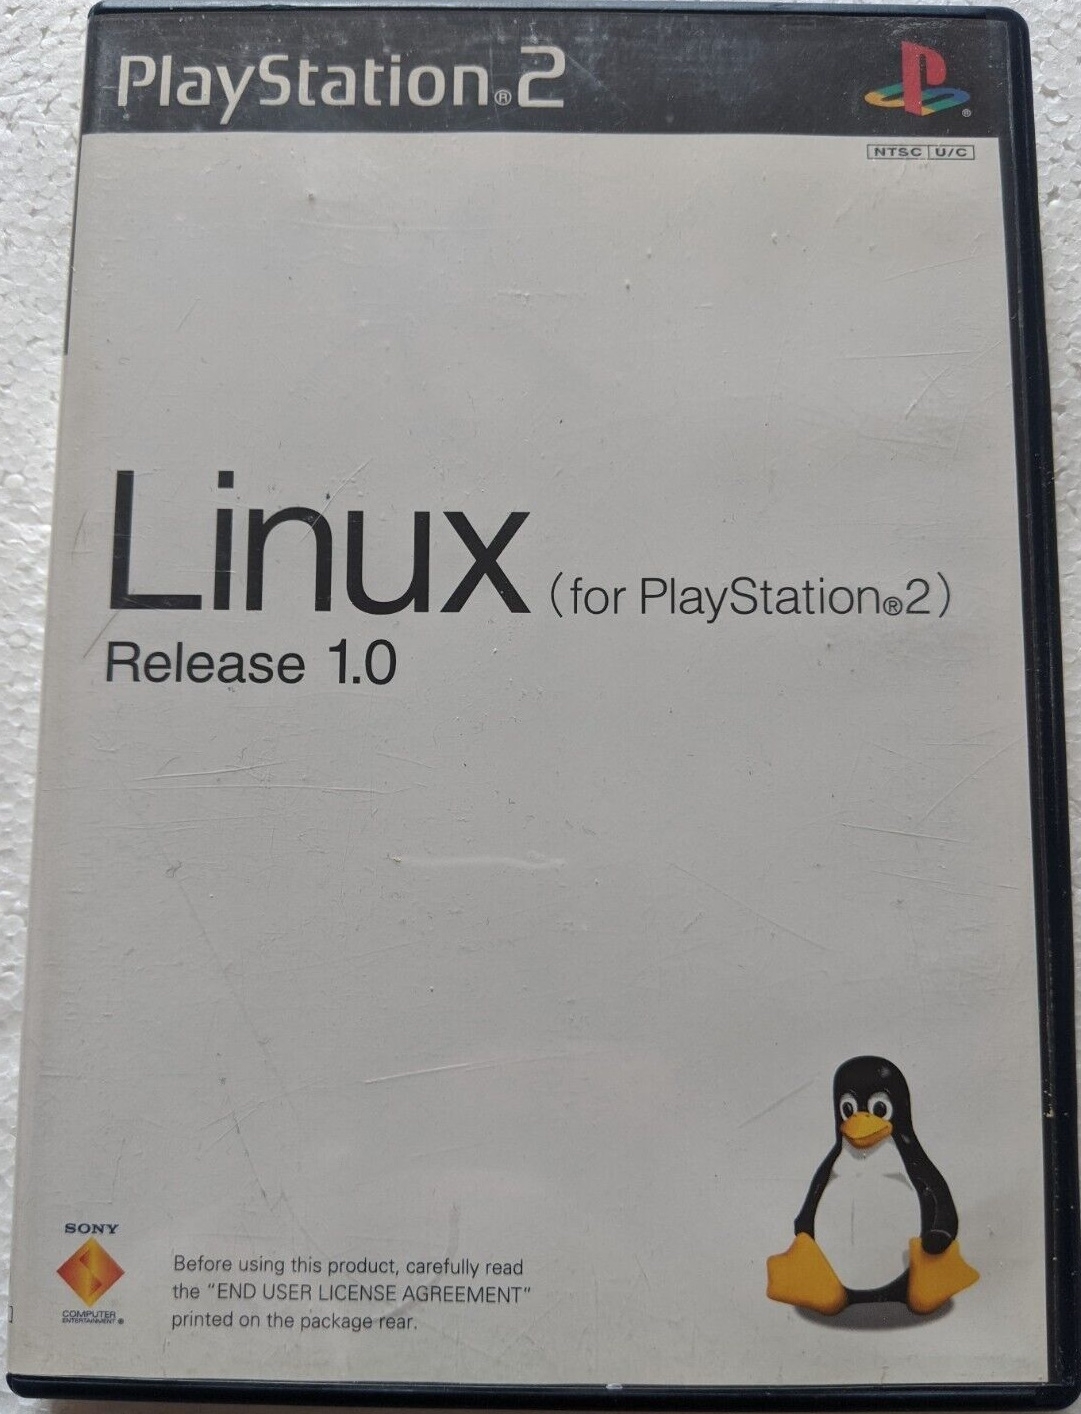 PlayStation®2
®
NTSC U/C
Linux (for PlayStation®2)
Release 1.0
SONY
COMPUTER
ENTERTAINMENT ®
Before using this product, carefully read
the "END USER LICENSE AGREEMENT"
printed on the package rear.